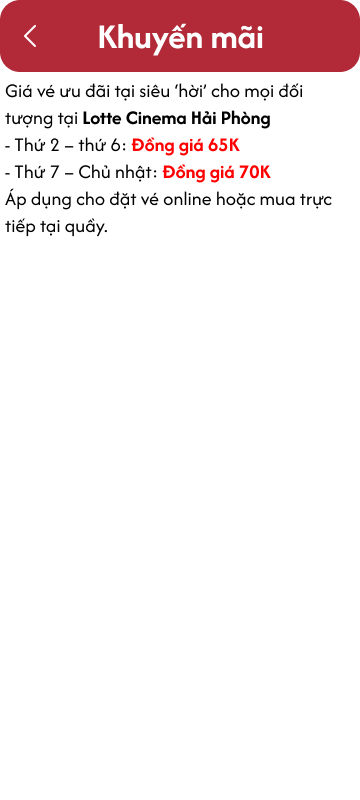 Khuyến mãi
Giá vé ưu đãi tại siêu ‘hời’ cho mọi đối
tượng tại Lotte Cinema Hải Phòng
- Thứ 2 – thứ 6: Đồng giá 65K
- Thứ 7 – Chủ nhật: Đồng giá 70K
Áp dụng cho đặt vé online hoặc mua trực
tiếp tại quầy.